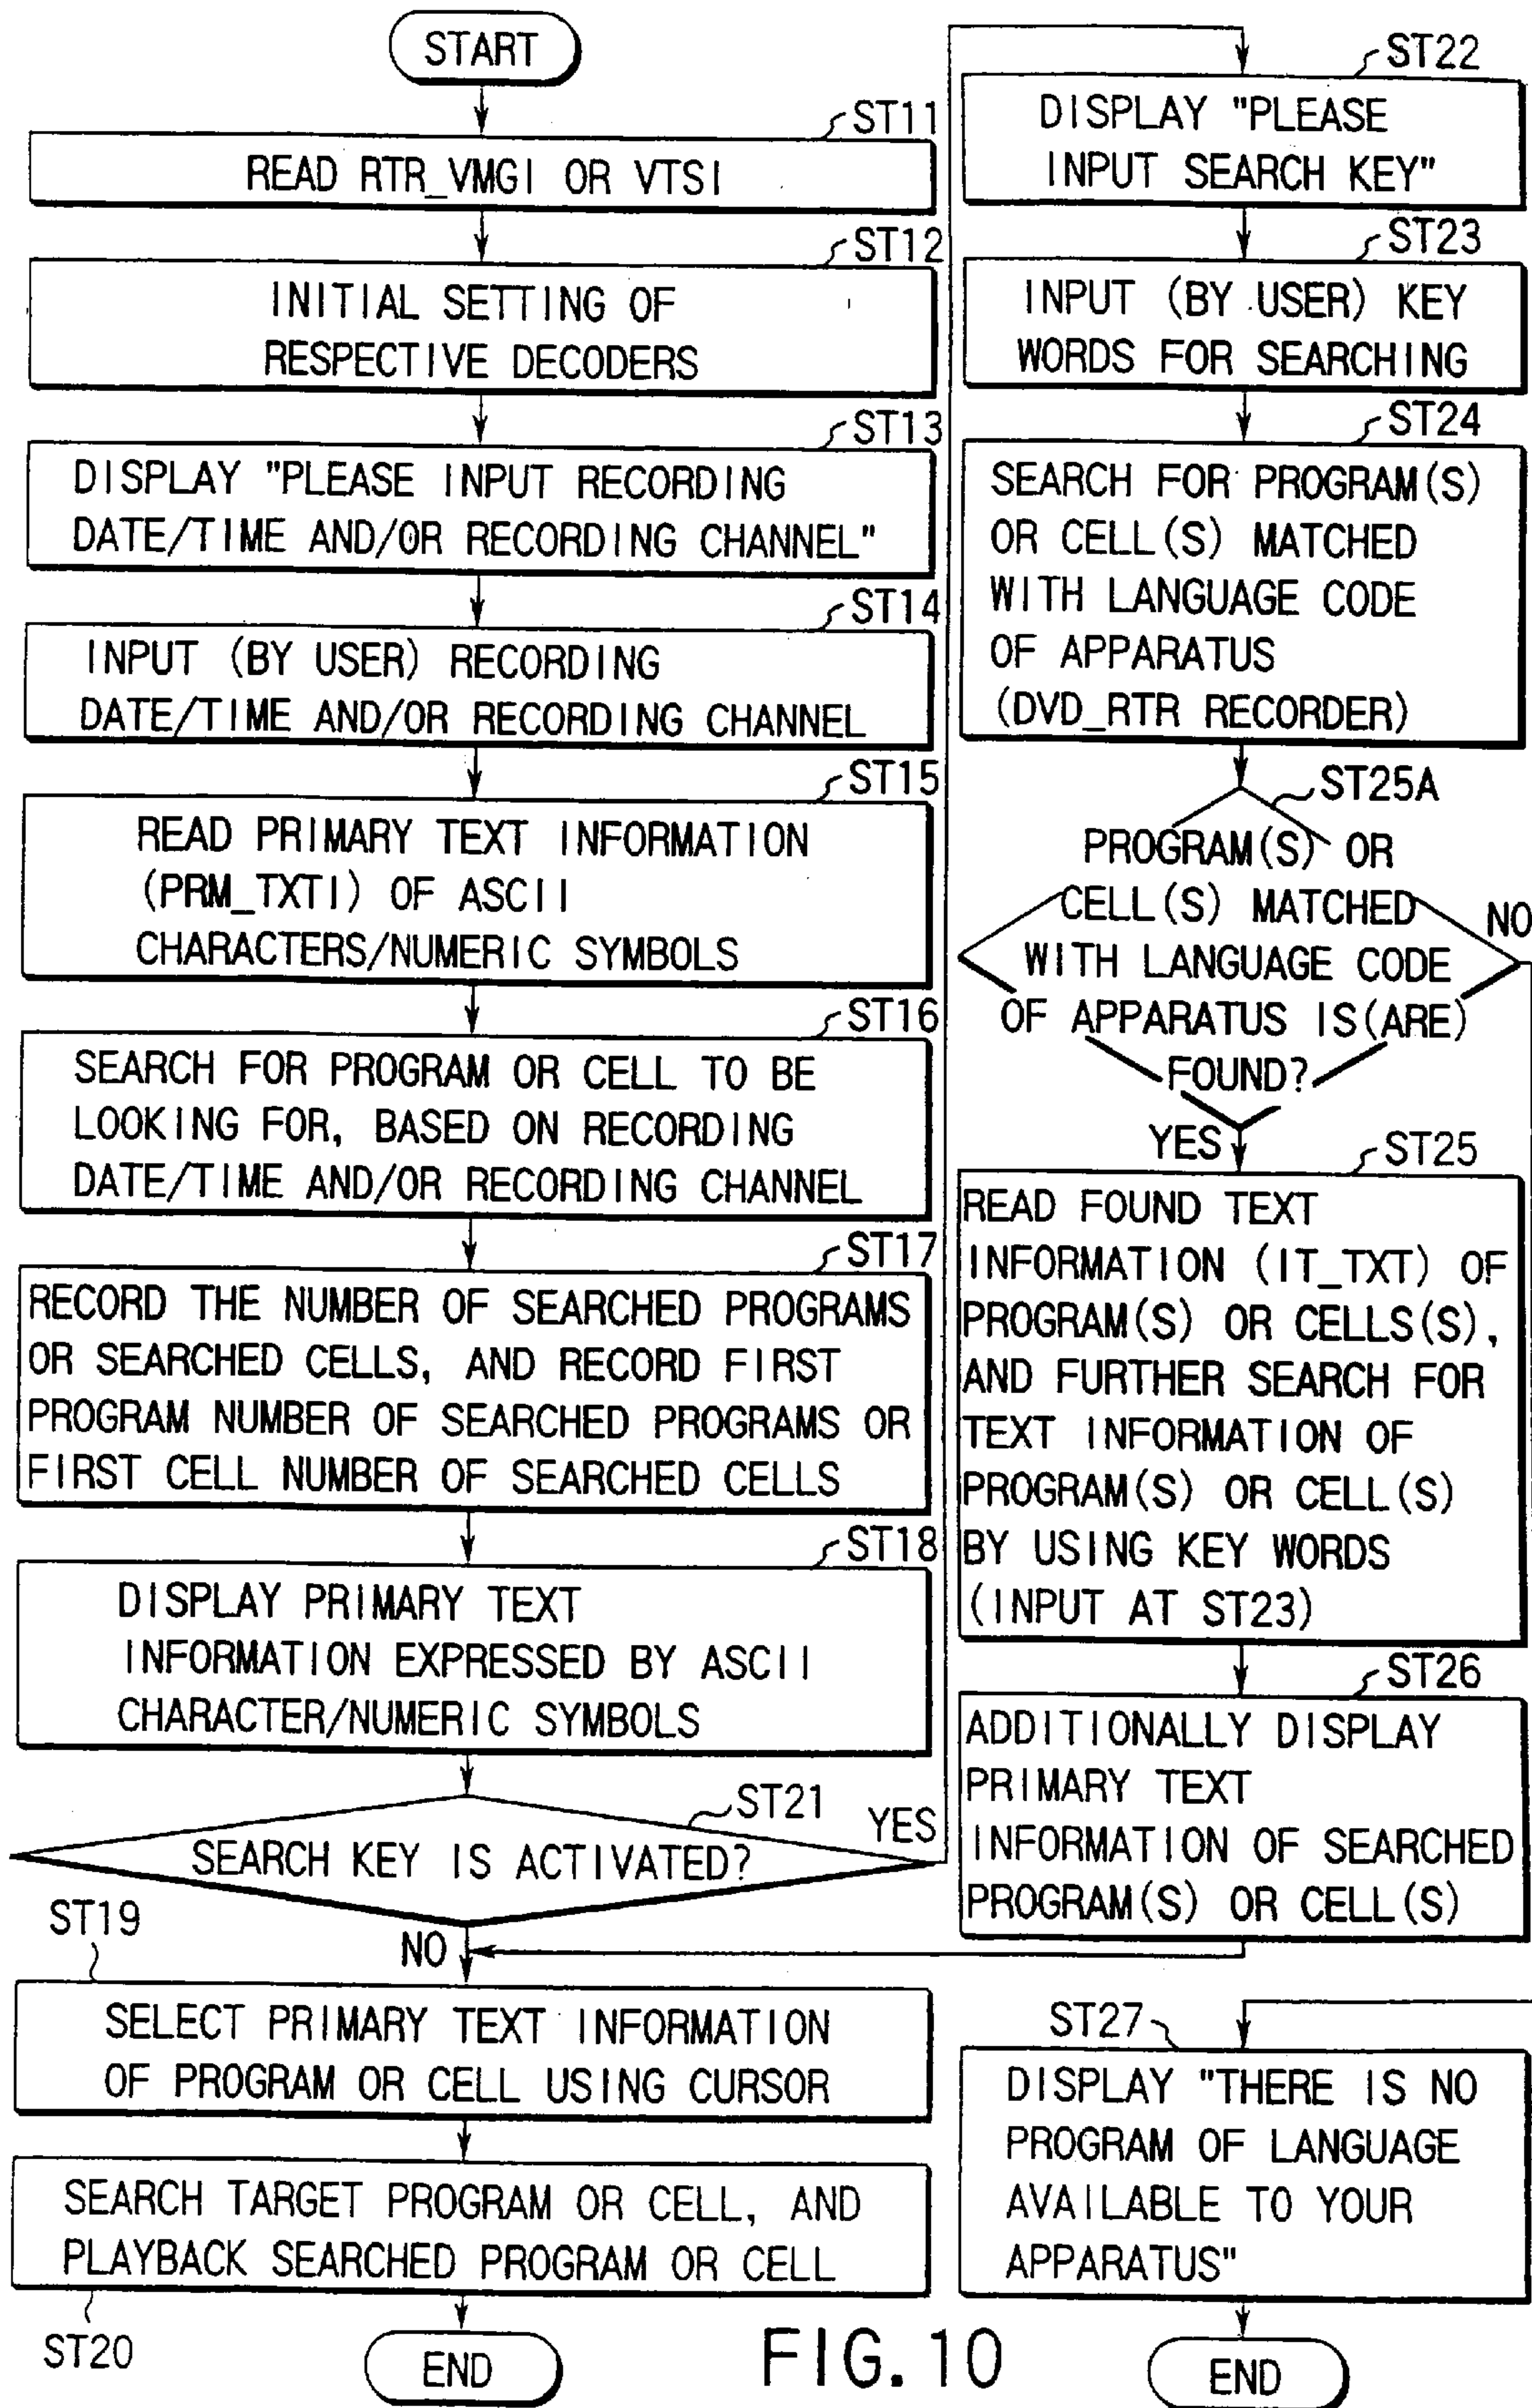 START
ST11
READ RTR_VMGI OR VTSI
ST12
INITIAL SETTING OF
RESPECTIVE DECODERS
ST13
DISPLAY "PLEASE INPUT RECORDING
DATE/TIME AND/OR RECORDING CHANNEL"
ST14
INPUT (BY USER) RECORDING
DATE/TIME AND/OR RECORDING CHANNEL
ST15
READ PRIMARY TEXT INFORMATION
(PRM_TXTI) OF ASCII
CHARACTERS/NUMERIC SYMBOLS
ST16
SEARCH FOR PROGRAM OR CELL TO BE
LOOKING FOR, BASED ON RECORDING
DATE/TIME AND/OR RECORDING CHANNEL
ST17
RECORD THE NUMBER OF SEARCHED PROGRAMS
OR SEARCHED CELLS, AND RECORD FIRST
PROGRAM NUMBER OF SEARCHED PROGRAMS OR
FIRST CELL NUMBER OF SEARCHED CELLS
ST18
DISPLAY PRIMARY TEXT
INFORMATION EXPRESSED BY ASCII
CHARACTER/NUMERIC SYMBOLS
ST21
SEARCH KEY IS ACTIVATED?
YES
NO
ST19
SELECT PRIMARY TEXT INFORMATION
OF PROGRAM OR CELL USING CURSOR
SEARCH TARGET PROGRAM OR CELL, AND
PLAYBACK SEARCHED PROGRAM OR CELL
ST20
END
ST22
DISPLAY "PLEASE
INPUT SEARCH KEY"
ST23
INPUT (BY USER) KEY
WORDS FOR SEARCHING
ST24
SEARCH FOR PROGRAM(S)
OR CELL(S) MATCHED
WITH LANGUAGE CODE
OF APPARATUS
(DVD_RTR RECORDER)
ST25A
PROGRAM(S) OR
CELL(S) MATCHED
WITH LANGUAGE CODE
OF APPARATUS IS(ARE)
FOUND?
NO
YES
ST25
READ FOUND TEXT
INFORMATION (IT_TXT) OF
PROGRAM(S) OR CELLS(S),
AND FURTHER SEARCH FOR
TEXT INFORMATION OF
PROGRAM(S) OR CELL(S)
BY USING KEY WORDS
(INPUT AT ST23)
ST26
ADDITIONALLY DISPLAY
PRIMARY TEXT
INFORMATION OF SEARCHED
PROGRAM(S) OR CELL(S)
ST27
DISPLAY "THERE IS NO
PROGRAM OF LANGUAGE
AVAILABLE TO YOUR
APPARATUS"
END
FIG. 10